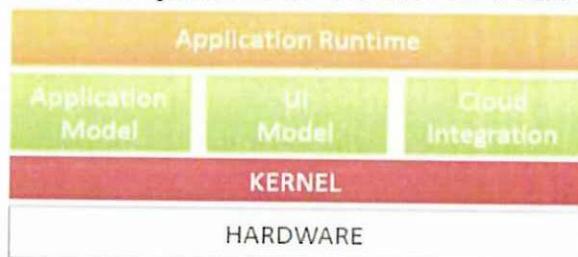 Application Runtime
Application Model
UI Model
Cloud Integration
KERNEL
HARDWARE